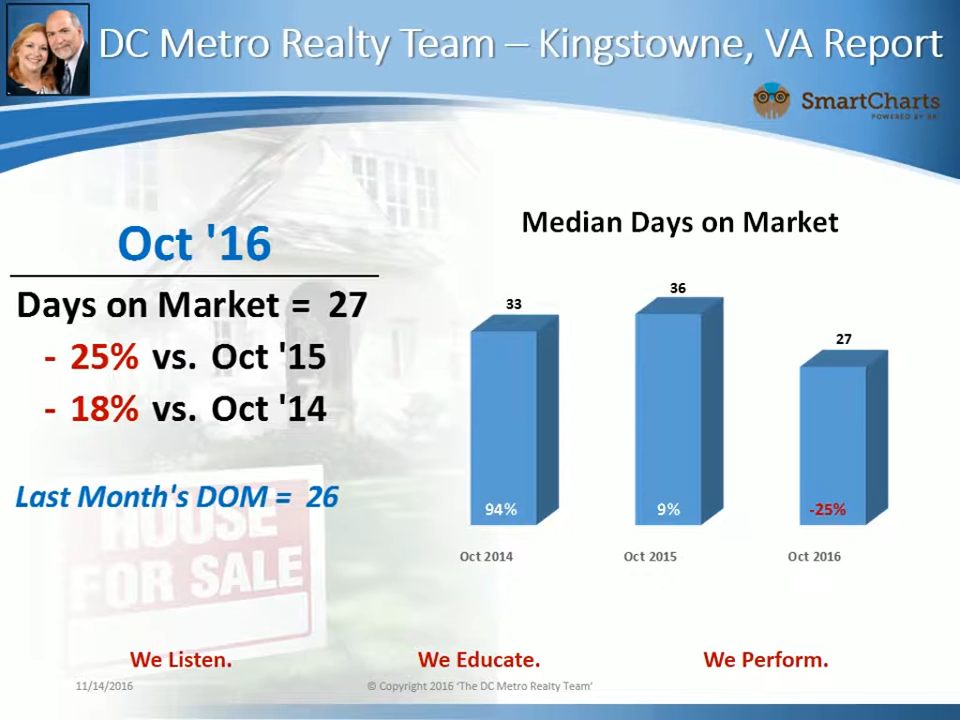 DC Metro Realty Team – Kingstowne, VA Report
SmartCharts
Median Days on Market
Oct '16
Days on Market = 27
- 25% vs. Oct '15
- 18% vs. Oct '14
Last Month's DOM = 26
33
36
27
94%
9%
-25%
Oct 2014
Oct 2015
Oct 2016
HOUSE
FOR SALE
We Listen.
We Educate.
We Perform.
11/14/2016
© Copyright 2016 'The DC Metro Realty Team'